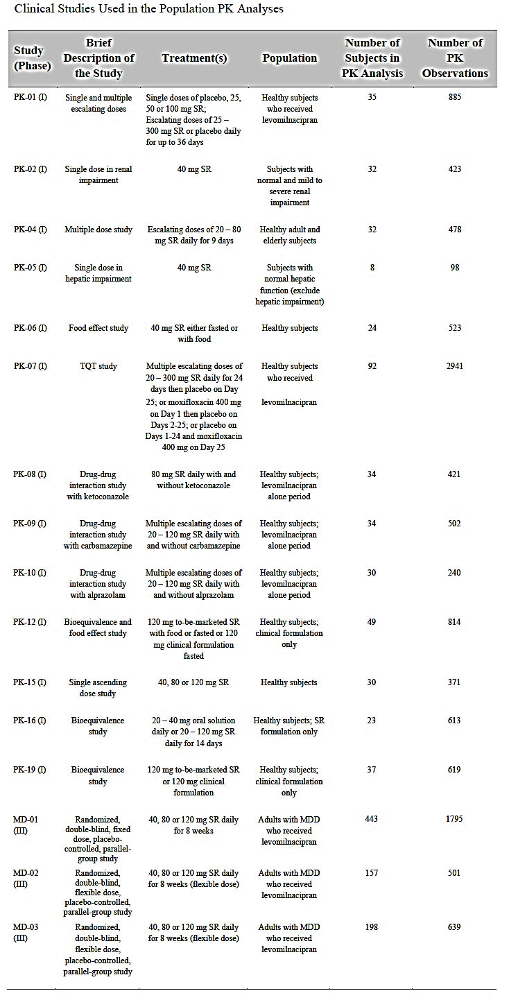 Clinical Studies Used in the Population PK Analyses
Study (Phase) | Brief Description of the Study | Treatment(s) | Population | Number of Subjects in PK Analysis | Number of PK Observations
PK-01 (I) | Single and multiple escalating doses | Single doses of placebo, 25, 50 or 100 mg SR; Escalating doses of 25 – 300 mg SR or placebo daily for up to 36 days | Healthy subjects who received levomilnacipran | 35 | 885
PK-02 (I) | Single dose in renal impairment | 40 mg SR | Subjects with normal and mild to severe renal impairment | 32 | 423
PK-04 (I) | Multiple dose study | Escalating doses of 20 – 80 mg SR daily for 9 days | Healthy adult and elderly subjects | 32 | 478
PK-05 (I) | Single dose in hepatic impairment | 40 mg SR | Subjects with normal hepatic function (exclude hepatic impairment) | 8 | 98
PK-06 (I) | Food effect study | 40 mg SR either fasted or with food | Healthy subjects | 24 | 523
PK-07 (I) | TQT study | Multiple escalating doses of 20 – 300 mg SR daily for 24 days then placebo on Day 25; or moxifloxacin 400 mg on Day 1 then placebo on Days 2-25; or placebo on Days 1-24 and moxifloxacin 400 mg on Day 25 | Healthy subjects who received levomilnacipran | 92 | 2941
PK-08 (I) | Drug-drug interaction study with ketoconazole | 80 mg SR daily with and without ketoconazole | Healthy subjects; levomilnacipran alone period | 34 | 421
PK-09 (I) | Drug-drug interaction study with carbamazepine | Multiple escalating doses of 20 – 120 mg SR daily with and without carbamazepine | Healthy subjects; levomilnacipran alone period | 34 | 502
PK-10 (I) | Drug-drug interaction study with alprazolam | Multiple escalating doses of 20 – 120 mg SR daily with and without alprazolam | Healthy subjects; levomilnacipran alone period | 30 | 240
PK-12 (I) | Bioequivalence and food effect study | 120 mg to-be-marketed SR with food or fasted or 120 mg clinical formulation fasted | Healthy subjects; clinical formulation only | 49 | 814
PK-15 (I) | Single ascending dose study | 40, 80 or 120 mg SR | Healthy subjects | 30 | 371
PK-16 (I) | Bioequivalence study | 20 – 40 mg oral solution daily or 20 – 120 mg SR daily for 14 days | Healthy subjects; SR formulation only | 23 | 613
PK-19 (I) | Bioequivalence study | 120 mg to-be-marketed SR or 120 mg clinical formulation | Healthy subjects; clinical formulation only | 37 | 619
MD-01 (III) | Randomized, double-blind, fixed dose, placebo-controlled, parallel-group study | 40, 80 or 120 mg SR daily for 8 weeks | Adults with MDD who received levomilnacipran | 443 | 1795
MD-02 (III) | Randomized, double-blind, flexible dose, placebo-controlled, parallel-group study | 40, 80 or 120 mg SR daily for 8 weeks (flexible dose) | Adults with MDD who received levomilnacipran | 157 | 501
MD-03 (III) | Randomized, double-blind, flexible dose, placebo-controlled, parallel-group study | 40, 80 or 120 mg SR daily for 8 weeks (flexible dose) | Adults with MDD who received levomilnacipran | 198 | 639